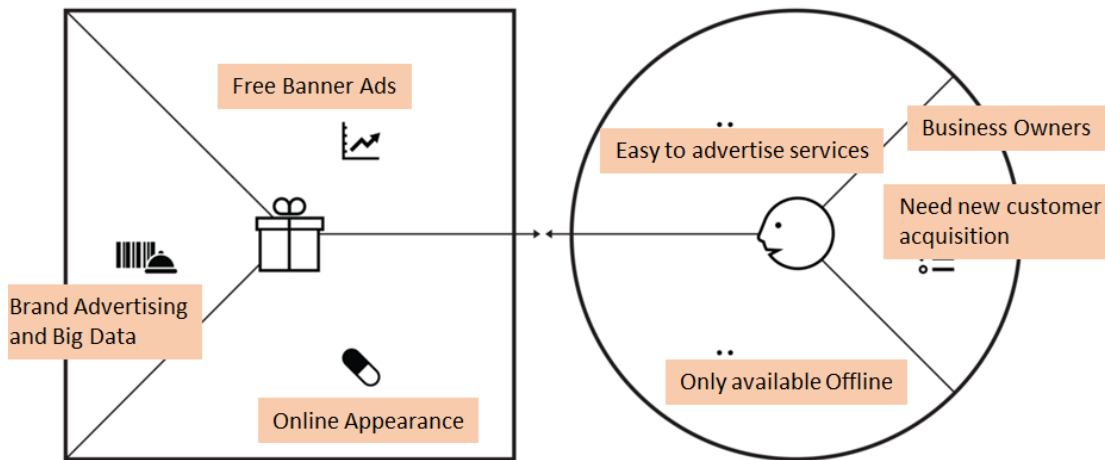 Free Banner Ads
Brand Advertising
and Big Data
Online Appearance
Easy to advertise services
Business Owners
Need new customer
acquisition
Only available Offline